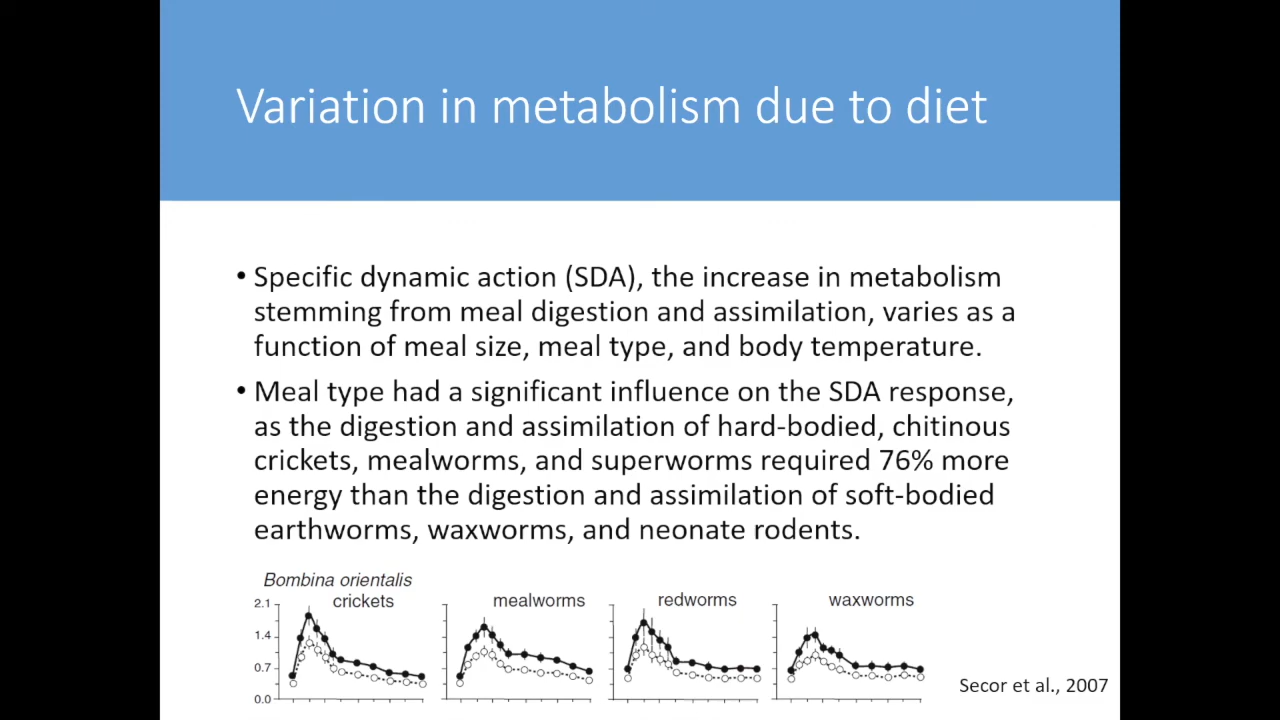 Variation in metabolism due to diet
• Specific dynamic action (SDA), the increase in metabolism
stemming from meal digestion and assimilation, varies as a
function of meal size, meal type, and body temperature.
• Meal type had a significant influence on the SDA response,
as the digestion and assimilation of hard-bodied, chitinous
crickets, mealworms, and superworms required 76% more
energy than the digestion and assimilation of soft-bodied
earthworms, waxworms, and neonate rodents.
Bombina orientalis
crickets mealworms redworms waxworms
2.1
1.4
0.7
0.0
Secor et al., 2007